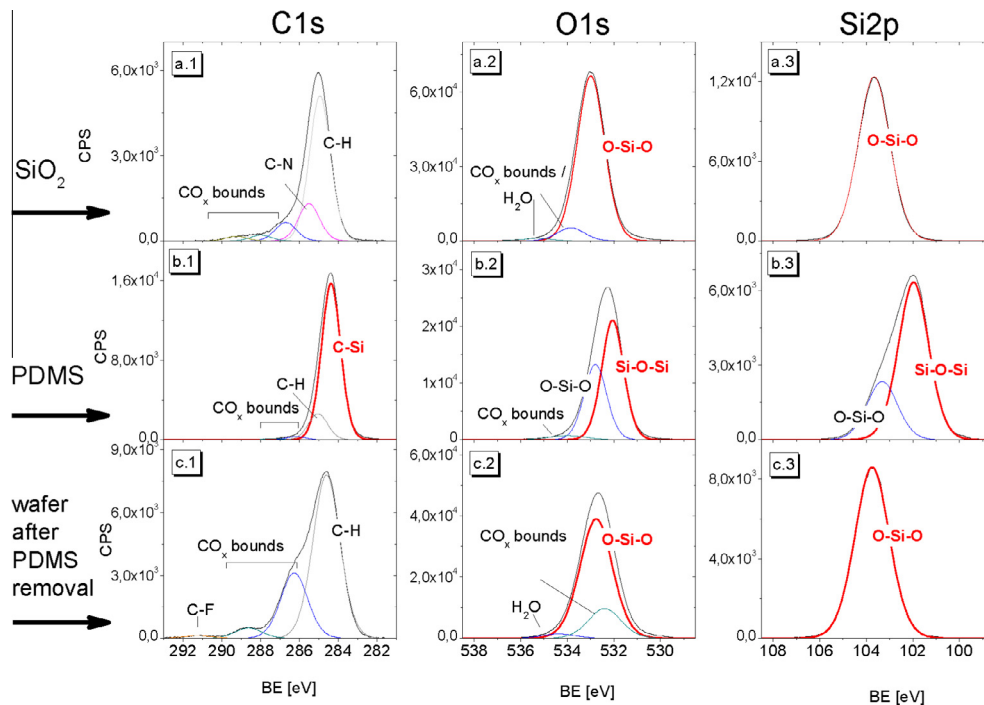 C1s
O1s
Si2p
SiO2
CPS
6,0x10³
3,0x10³
0,0
a.1
C-H
C-N
COx bounds
6,0x10⁴
3,0x10⁴
0,0
a.2
O-Si-O
COx bounds /
H2O
1,2x10⁴
6,0x10³
0,0
a.3
O-Si-O
PDMS
CPS
1,6x10⁴
8,0x10³
0,0
b.1
C-Si
C-H
COx bounds
3x10⁴
2x10⁴
1x10⁴
0
b.2
Si-O-Si
O-Si-O
COx bounds
6,0x10³
3,0x10³
0,0
b.3
Si-O-Si
O-Si-O
wafer
after
PDMS
removal
CPS
9,0x10³
6,0x10³
3,0x10³
0,0
c.1
C-H
COx bounds
C-F
292 290 288 286 284 282
BE [eV]
6,0x10⁴
4,0x10⁴
2,0x10⁴
0,0
c.2
COx bounds
O-Si-O
H2O
538 536 534 532 530
BE [eV]
8,0x10³
4,0x10³
0,0
c.3
O-Si-O
108 106 104 102 100
BE [eV]